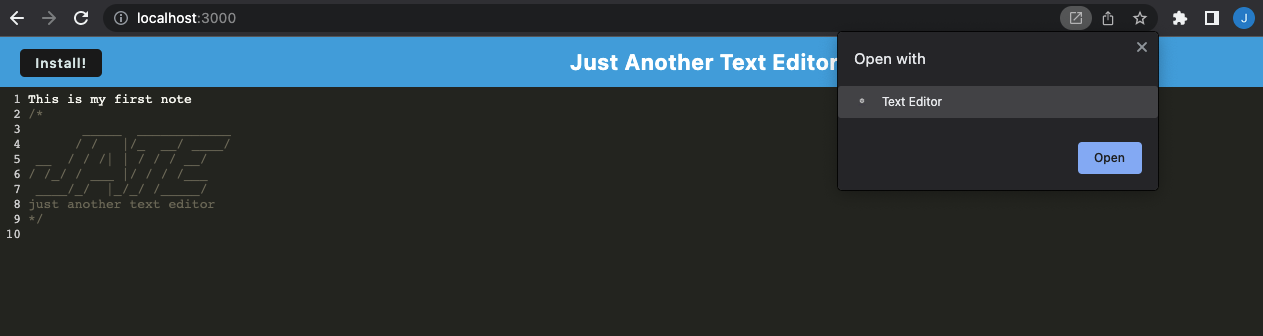 localhost:3000
J
Install!
Just Another Text Editor
Open with
Text Editor
Open
1 This is my first note
2 /*
3        _____  ____________
4       / /   |/_  __/ ____/
5  __  / / /| | / / / __/
6 / /_/ / ___ |/ / / /___
7  ____/_/  |_/_/ /_____/
8 just another text editor
9 */
10